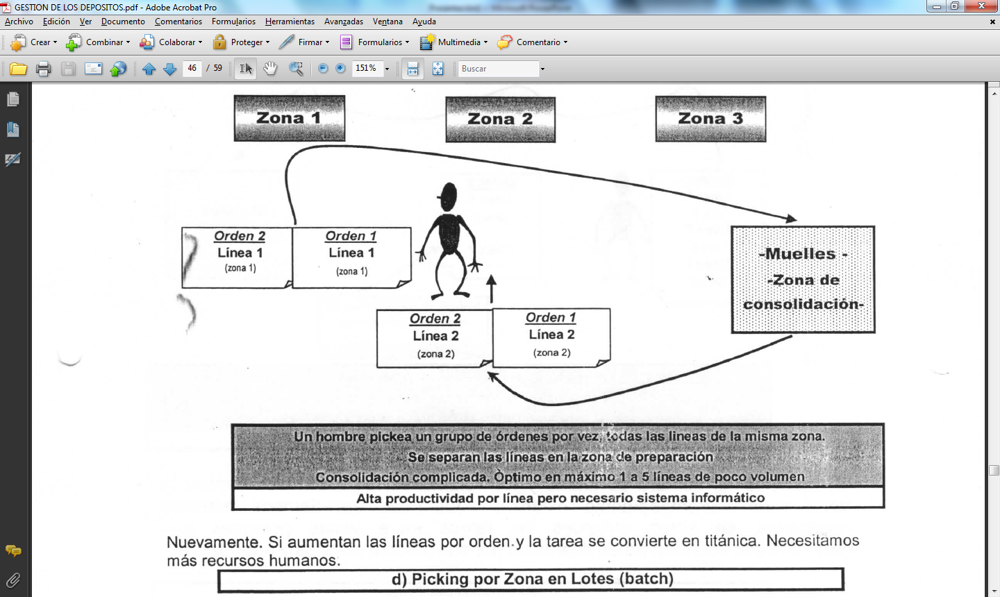 GESTION DE LOS DEPOSITOS.pdf - Adobe Acrobat Pro
Archivo Edición Ver Documento Comentarios Formularios Herramientas Avanzadas Ventana Ayuda
Crear Combinar Colaborar Proteger Firmar Formularios Multimedia Comentario
46 / 59 151% Buscar
Zona 1 Zona 2 Zona 3
Orden 2 Orden 1
Línea 1 Línea 1
(zona 1) (zona 1)
-Muelles -
-Zona de
consolidación-
Orden 2 Orden 1
Línea 2 Línea 2
(zona 2) (zona 2)
Un hombre pickea un grupo de órdenes por vez, todas las lineas de la misma zona.
Se separan las líneas en la zona de preparación
Consolidación complicada. Òptimo en máximo 1 a 5 líneas de poco volumen
Alta productividad por línea pero necesario sistema informático
Nuevamente. Si aumentan las líneas por orden y la tarea se convierte en titánica. Necesitamos
más recursos humanos.
d) Picking por Zona en Lotes (batch)